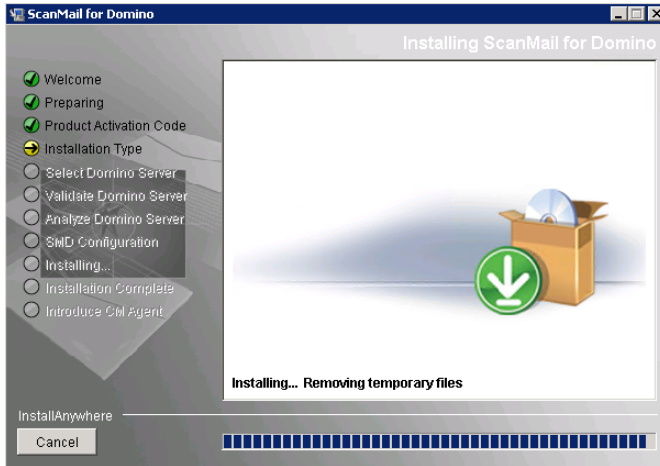 ScanMail for Domino
Installing ScanMail for Domino
Welcome
Preparing
Product Activation Code
Installation Type
Select Domino Server
Validate Domino Server
Analyze Domino Server
SMD Configuration
Installing...
Installation Complete
Introduce CM Agent
Installing... Removing temporary files
InstallAnywhere
Cancel